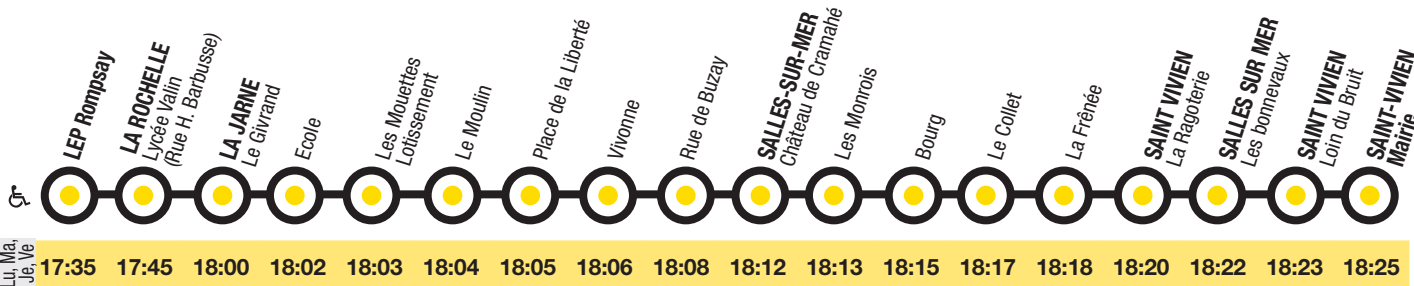 LEP Rompsay
LA ROCHELLE
Lycée Valin
(Rue H. Barbusse)
LA JARNE
Le Givrand
Ecole
Les Mouettes
Lotissement
Le Moulin
Place de la Liberté
Vivonne
Rue de Buzay
SALLES-SUR-MER
Château de Cramahé
Les Monrois
Bourg
Le Collet
La Frênée
SAINT VIVIEN
La Ragoterie
SALLES SUR MER
Les bonnevaux
SAINT VIVIEN
Loin du Bruit
SAINT-VIVIEN
Mairie
Lu, Ma,
Je, Ve
17:35 17:45 18:00 18:02 18:03 18:04 18:05 18:06 18:08 18:12 18:13 18:15 18:17 18:18 18:20 18:22 18:23 18:25